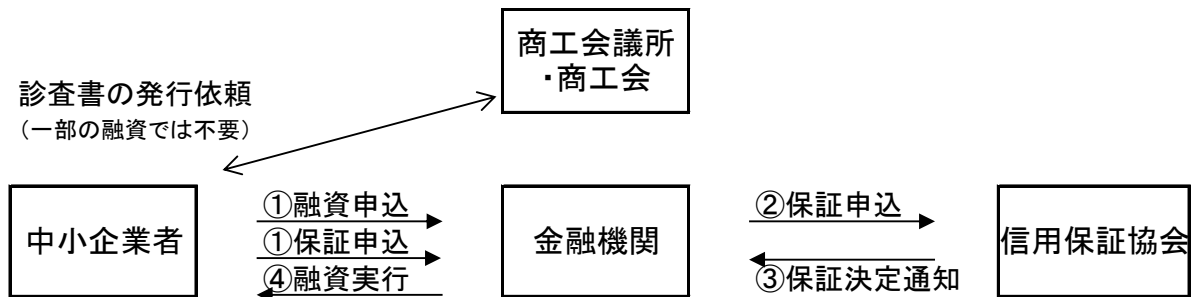 商工会議所
・商工会
診査書の発行依頼
（一部の融資では不要）
中小企業者
①融資申込
①保証申込
④融資実行
金融機関
②保証申込
③保証決定通知
信用保証協会